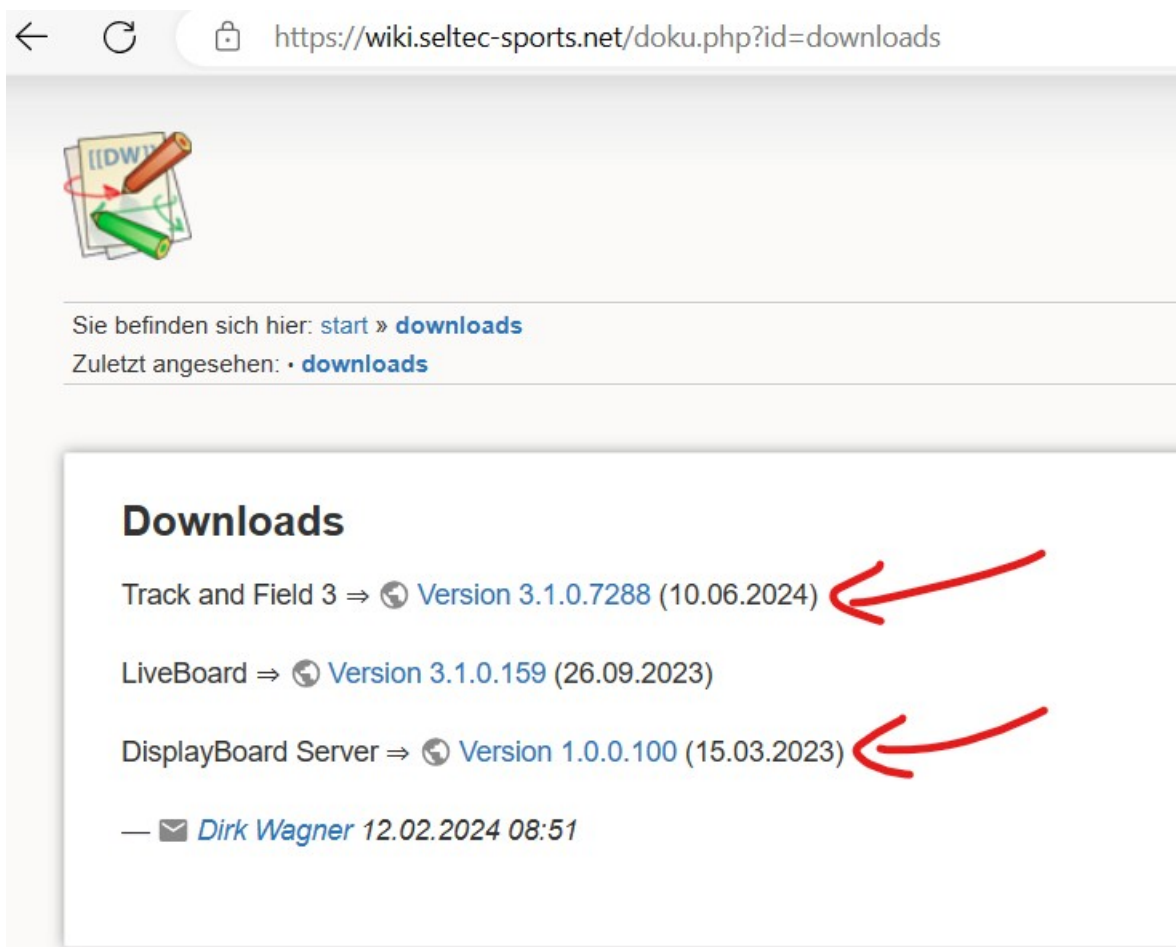 https://wiki.seltec-sports.net/doku.php?id=downloads
[[DW]]
Sie befinden sich hier: start » downloads
Zuletzt angesehen: • downloads
Downloads
Track and Field 3 ⇒ Version 3.1.0.7288 (10.06.2024)
LiveBoard ⇒ Version 3.1.0.159 (26.09.2023)
DisplayBoard Server ⇒ Version 1.0.0.100 (15.03.2023)
— Dirk Wagner 12.02.2024 08:51